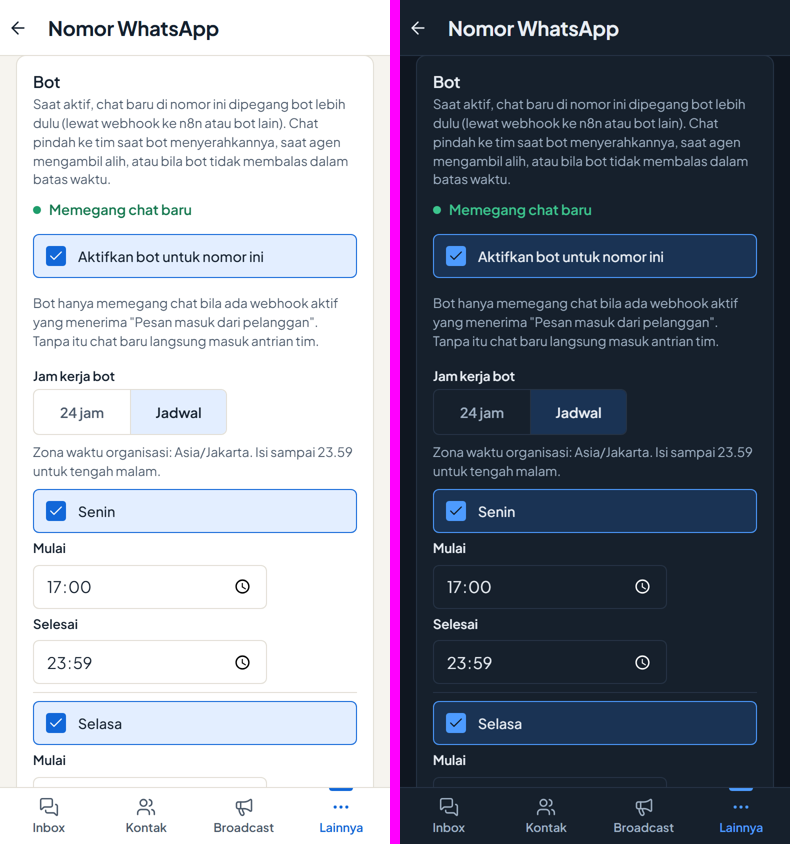 Nomor WhatsApp
Bot
Saat aktif, chat baru di nomor ini dipegang bot lebih
dulu (lewat webhook ke n8n atau bot lain). Chat
pindah ke tim saat bot menyerahkannya, saat agen
mengambil alih, atau bila bot tidak membalas dalam
batas waktu.
Memegang chat baru
Aktifkan bot untuk nomor ini
Bot hanya memegang chat bila ada webhook aktif
yang menerima "Pesan masuk dari pelanggan".
Tanpa itu chat baru langsung masuk antrian tim.
Jam kerja bot
24 jam Jadwal
Zona waktu organisasi: Asia/Jakarta. Isi sampai 23.59
untuk tengah malam.
Senin
Mulai
17:00
Selesai
23:59
Selasa
Mulai
Inbox Kontak Broadcast Lainnya
Nomor WhatsApp
Bot
Saat aktif, chat baru di nomor ini dipegang bot lebih
dulu (lewat webhook ke n8n atau bot lain). Chat
pindah ke tim saat bot menyerahkannya, saat agen
mengambil alih, atau bila bot tidak membalas dalam
batas waktu.
Memegang chat baru
Aktifkan bot untuk nomor ini
Bot hanya memegang chat bila ada webhook aktif
yang menerima "Pesan masuk dari pelanggan".
Tanpa itu chat baru langsung masuk antrian tim.
Jam kerja bot
24 jam Jadwal
Zona waktu organisasi: Asia/Jakarta. Isi sampai 23.59
untuk tengah malam.
Senin
Mulai
17:00
Selesai
23:59
Selasa
Mulai
Inbox Kontak Broadcast Lainnya